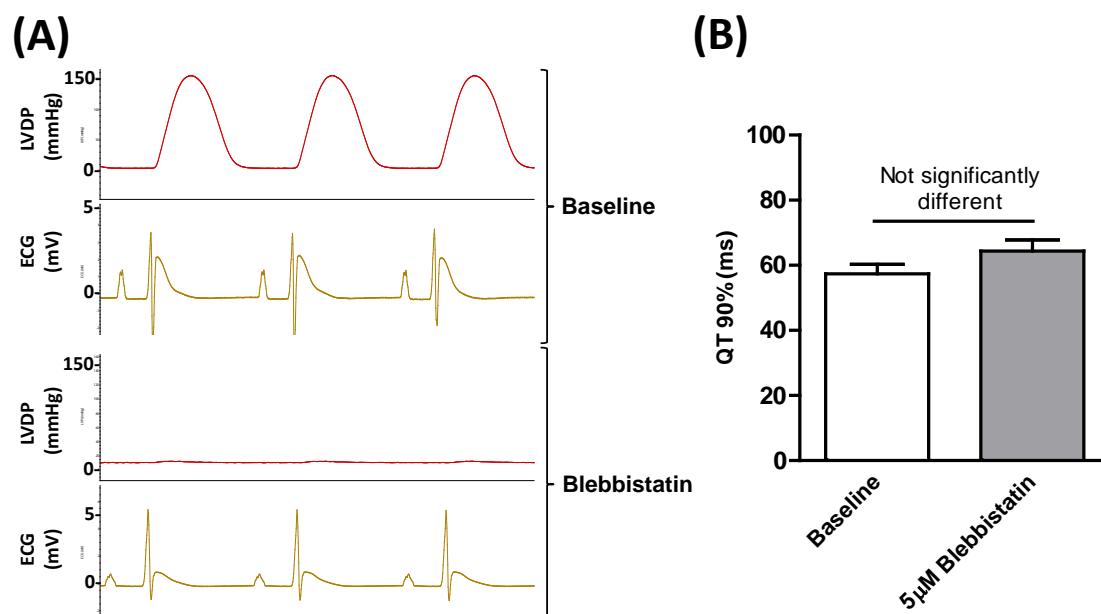 (A)
150
LVDP
(mmHg)
0
5
ECG
(mV)
0
Baseline
150
LVDP
(mmHg)
0
5
ECG
(mV)
0
Blebbistatin
(B)
100
80
60
40
20
0
QT 90% (ms)
Not significantly
different
Baseline
5µM Blebbistatin